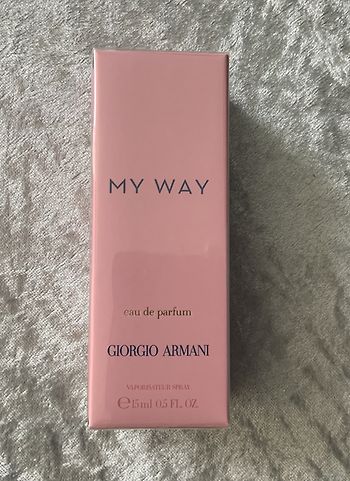 MY WAY
eau de parfum
GIORGIO ARMANI
VAPORISATEUR SPRAY
℮15ml 0.5 FL. OZ.